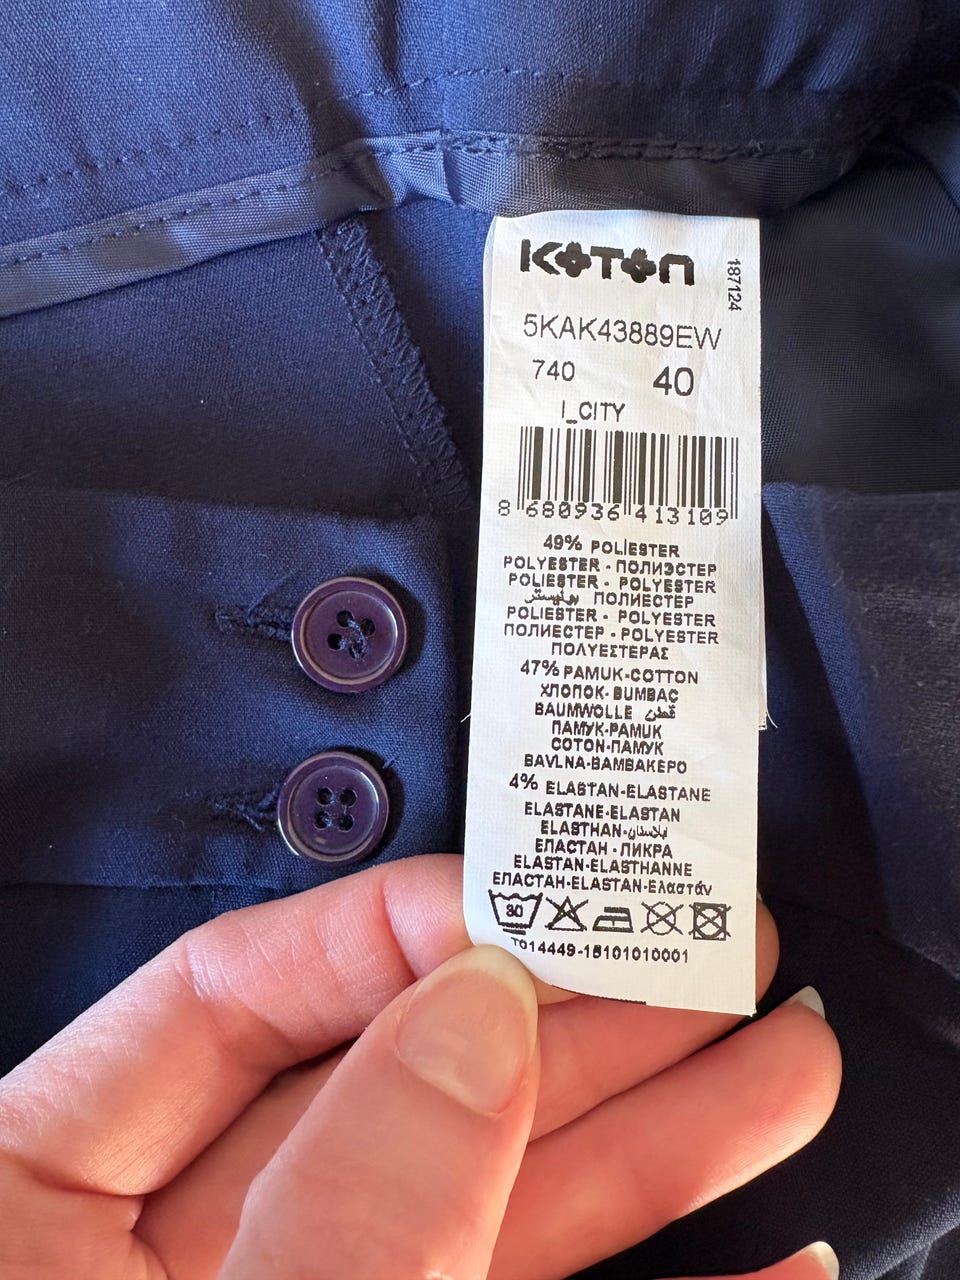 KOTON
187124
5KAK43889EW
740 40
I_CITY
8 680936 413109
49% POLİESTER
POLYESTER - ПОЛИЭСТЕР
POLIESTER - POLYESTER
بوليستر ПОЛИЕСТЕР
POLIESTER - POLYESTER
ПОЛИЕСТЕР - POLYESTER
ΠΟΛΥΕΣΤΕΡΑΣ
47% PAMUK-COTTON
ХЛОПОК- BUMBAC
BAUMWOLLE قطن
ПАМУК-PAMUK
COTON-ПАМУК
BAVLNA-BAMBAKEPO
4% ELASTAN-ELASTANE
ELASTANE-ELASTAN
ELASTHAN-ايلاستان
ЕЛАСТАН - ЛИКРА
ELASTAN-ELASTHANNE
ЕЛАСТАН-ELASTAN-Ελαστάν
30
T014449-15101010001